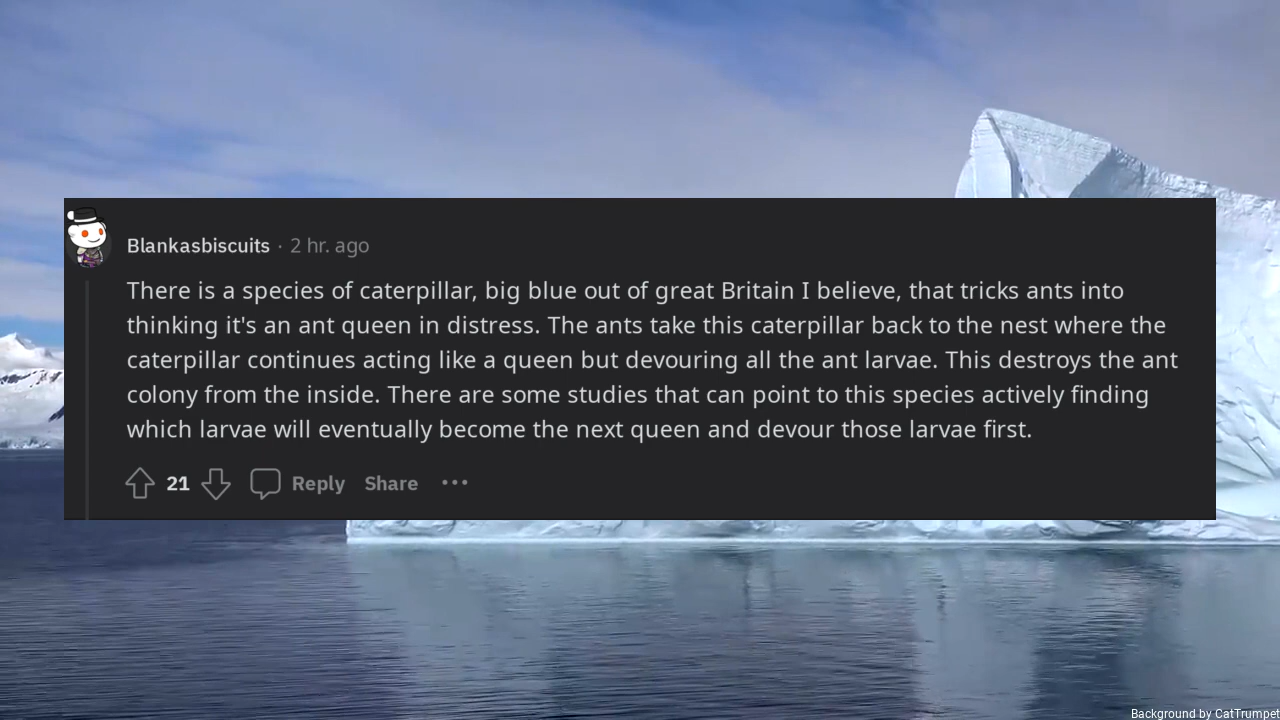 Blankasbiscuits · 2 hr. ago
There is a species of caterpillar, big blue out of great Britain I believe, that tricks ants into
thinking it's an ant queen in distress. The ants take this caterpillar back to the nest where the
caterpillar continues acting like a queen but devouring all the ant larvae. This destroys the ant
colony from the inside. There are some studies that can point to this species actively finding
which larvae will eventually become the next queen and devour those larvae first.
21 Reply Share
Background by CatTrumpet